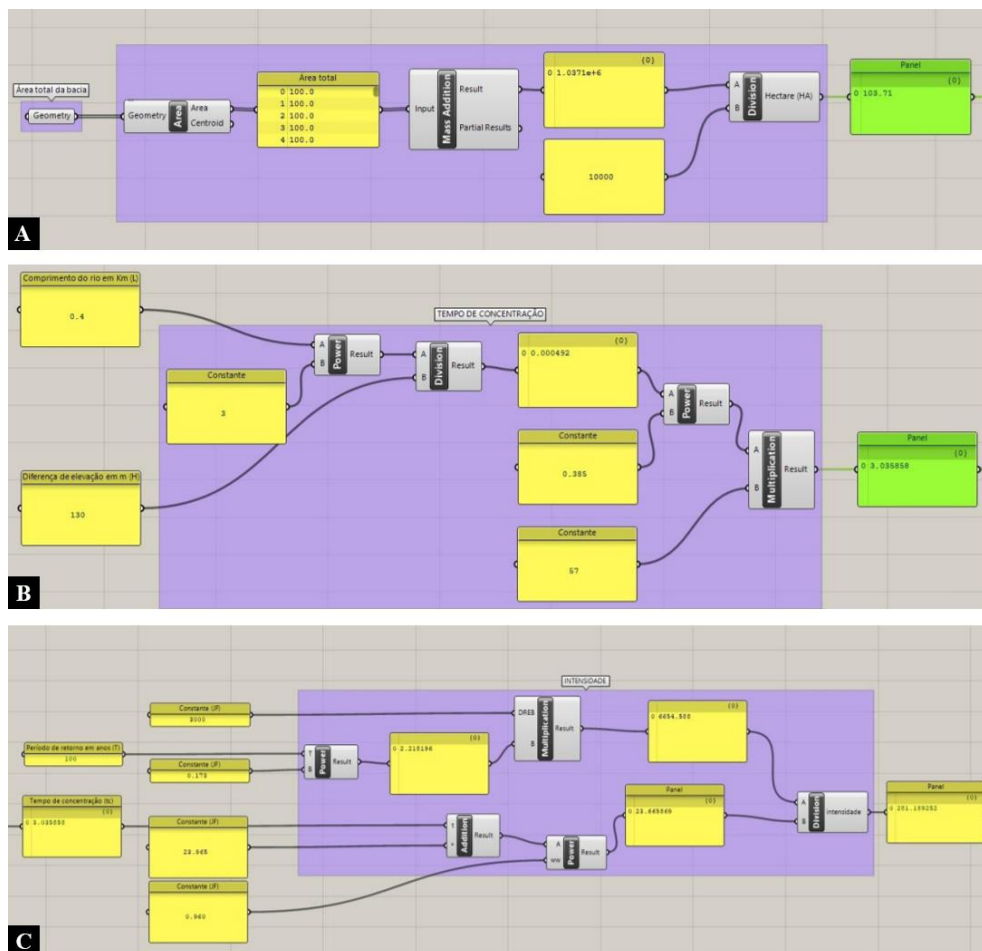 Área total da bacia
Geometry
Geometry
Area
Area
Centroid
Área total
0 100.0
1 100.0
2 100.0
3 100.0
4 100.0
Input
Mass Addition
Result
Partial Results
{0}
0 1.0371e+6
10000
A
B
Division
Hectare (HA)
Panel
{0}
0 103.71
A
Comprimento do rio em Km (L)
0.4
TEMPO DE CONCENTRAÇÃO
Constante
3
Diferença de elevação em m (H)
130
A
B
Power
Result
A
B
Division
Result
{0}
0 0.000492
Constante
0.385
Constante
57
A
B
Power
Result
A
B
Multiplication
Result
Panel
{0}
0 3.035858
B
INTENSIDADE
Constante (JF)
3000
Período de retorno em anos (T)
100
Constante (JF)
0.173
Tempo de concentração (tc)
{0}
0 3.035858
Constante (JF)
23.965
Constante (JF)
0.960
T
B
Power
Result
{0}
0 2.218196
Multiplication
Result
{0}
0 6654.588
T
Addition
Result
A
Power
Result
Panel
{0}
0 23.665869
A
B
Division
intensidade
Panel
{0}
0 281.189252
C